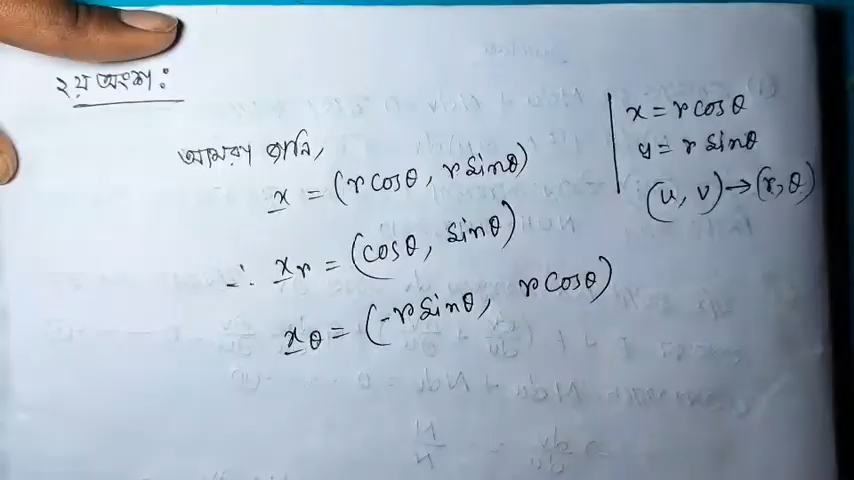 ২য় অংশ:
আমরা জানি,
x = (r cosθ, r sinθ)
∴ x_r = (cosθ, sinθ)
x_θ = (-r sinθ, r cosθ)
x = r cosθ
y = r sinθ
(u, v) → (r, θ)